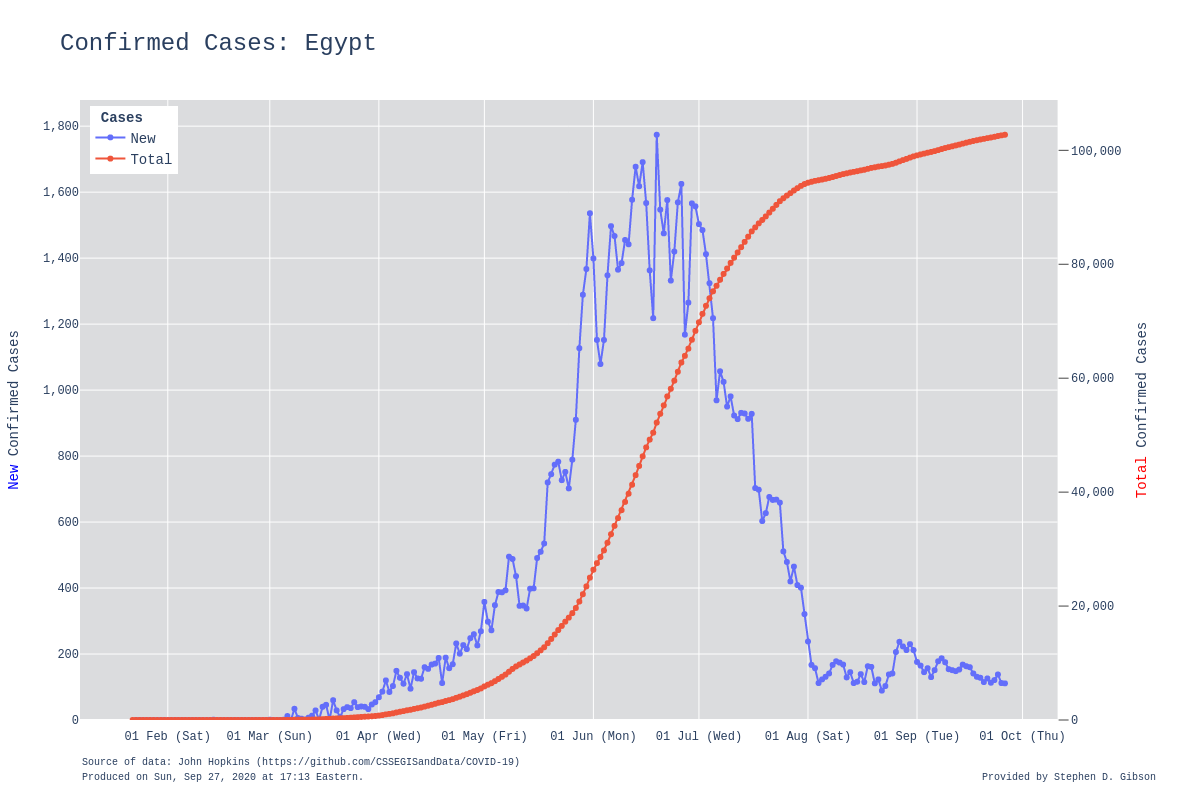 Confirmed Cases: Egypt
Cases
New
Total
1,800
1,600
1,400
1,200
1,000
800
600
400
200
0
100,000
80,000
60,000
40,000
20,000
0
New Confirmed Cases
Total Confirmed Cases
01 Feb (Sat) 01 Mar (Sun) 01 Apr (Wed) 01 May (Fri) 01 Jun (Mon) 01 Jul (Wed) 01 Aug (Sat) 01 Sep (Tue) 01 Oct (Thu)
Source of data: John Hopkins (https://github.com/CSSEGISandData/COVID-19)
Produced on Sun, Sep 27, 2020 at 17:13 Eastern.
Provided by Stephen D. Gibson